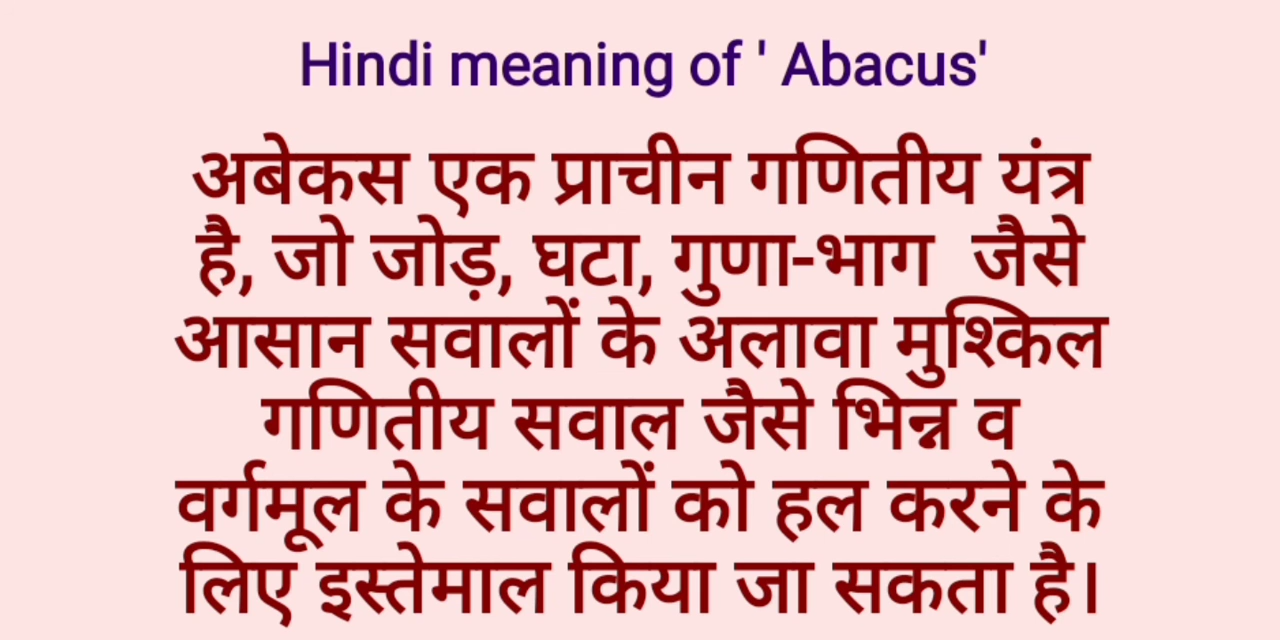 Hindi meaning of ' Abacus'
अबेकस एक प्राचीन गणितीय यंत्र
है, जो जोड़, घटा, गुणा-भाग  जैसे
आसान सवालों के अलावा मुश्किल
गणितीय सवाल जैसे भिन्न व
वर्गमूल के सवालों को हल करने के
लिए इस्तेमाल किया जा सकता है।